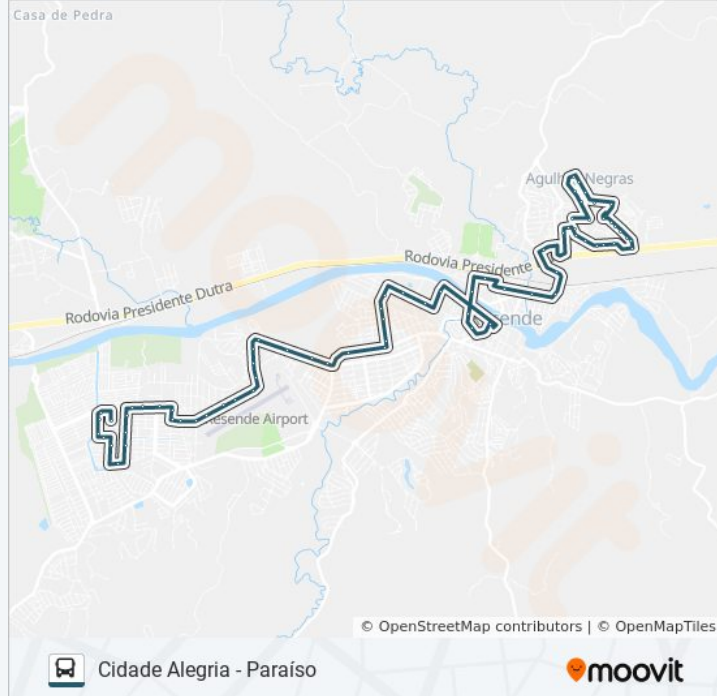 Casa de Pedra
Agulhas Negras
Rodovia Presidente
Rodovia Presidente Dutra
Resende
Resende Airport
© OpenStreetMap contributors | © OpenMapTiles
Cidade Alegria - Paraíso
moovit